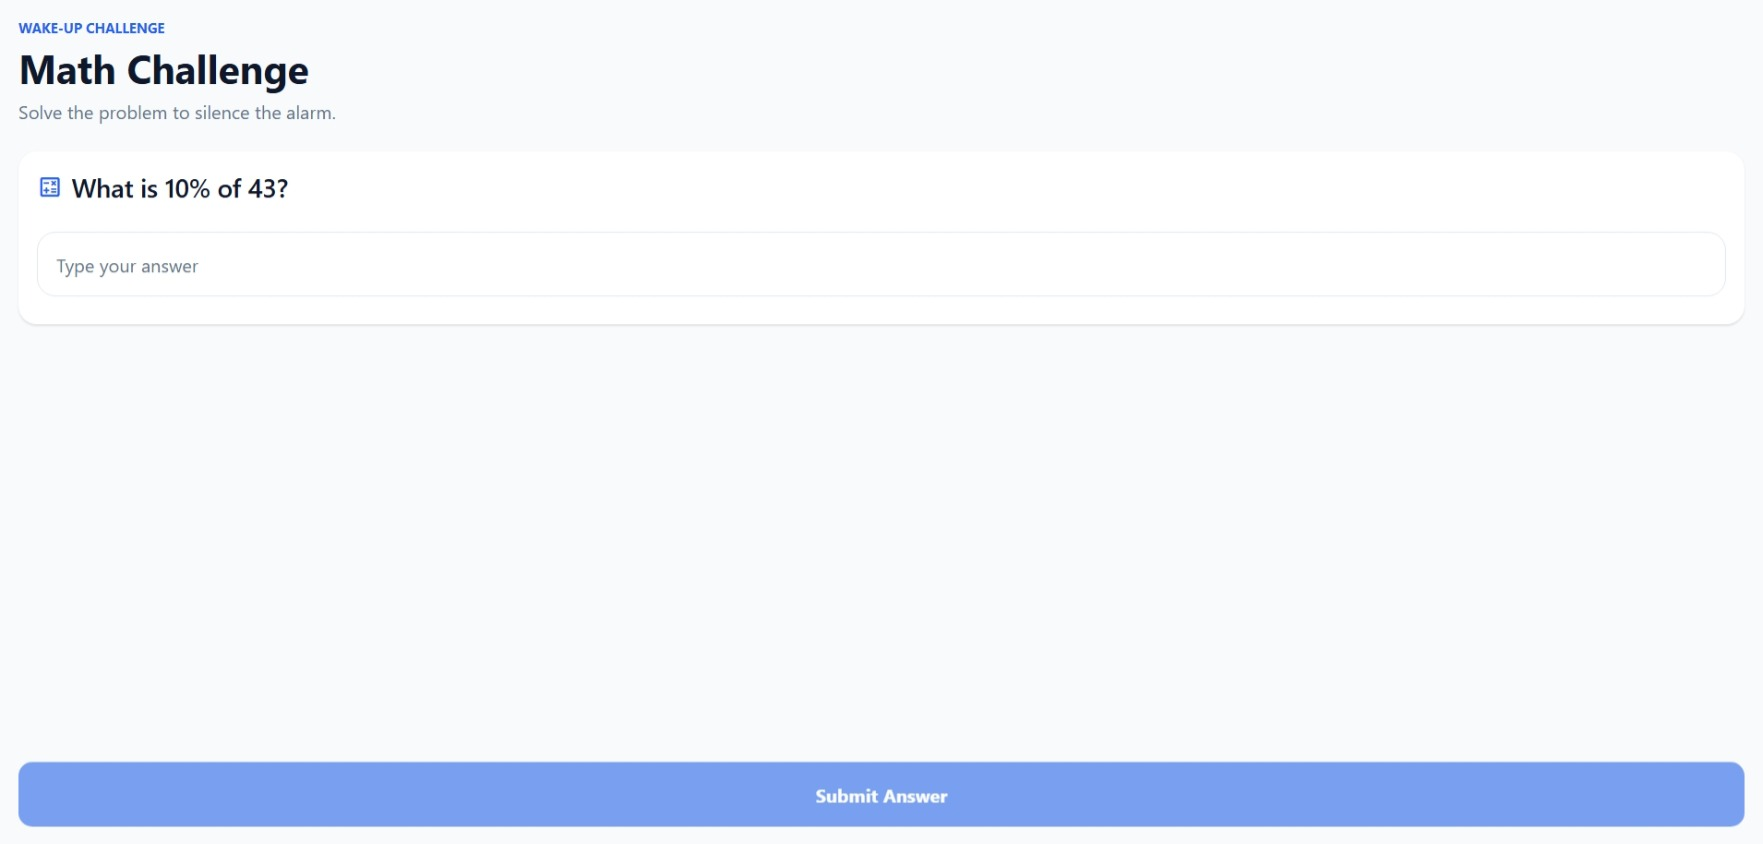 WAKE-UP CHALLENGE
Math Challenge
Solve the problem to silence the alarm.
What is 10% of 43?
Type your answer
Submit Answer